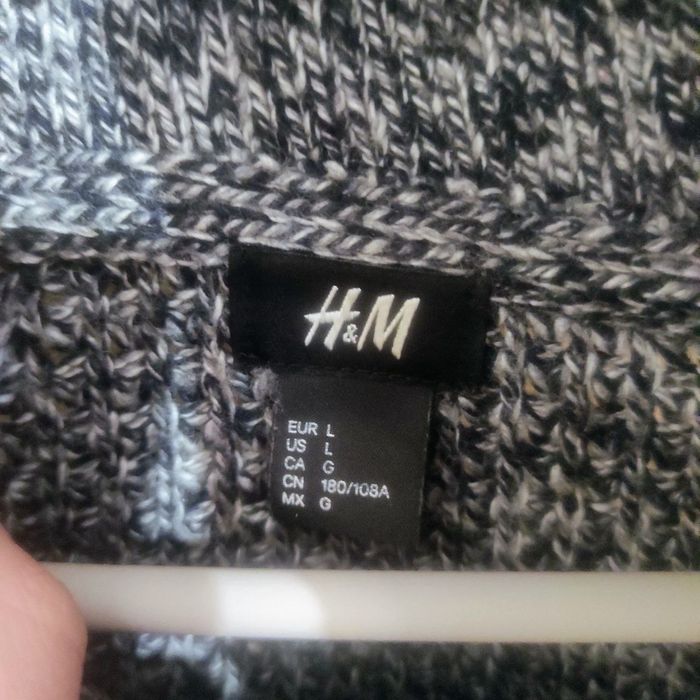 H&M
EUR L
US L
CA G
CN 180/108A
MX G